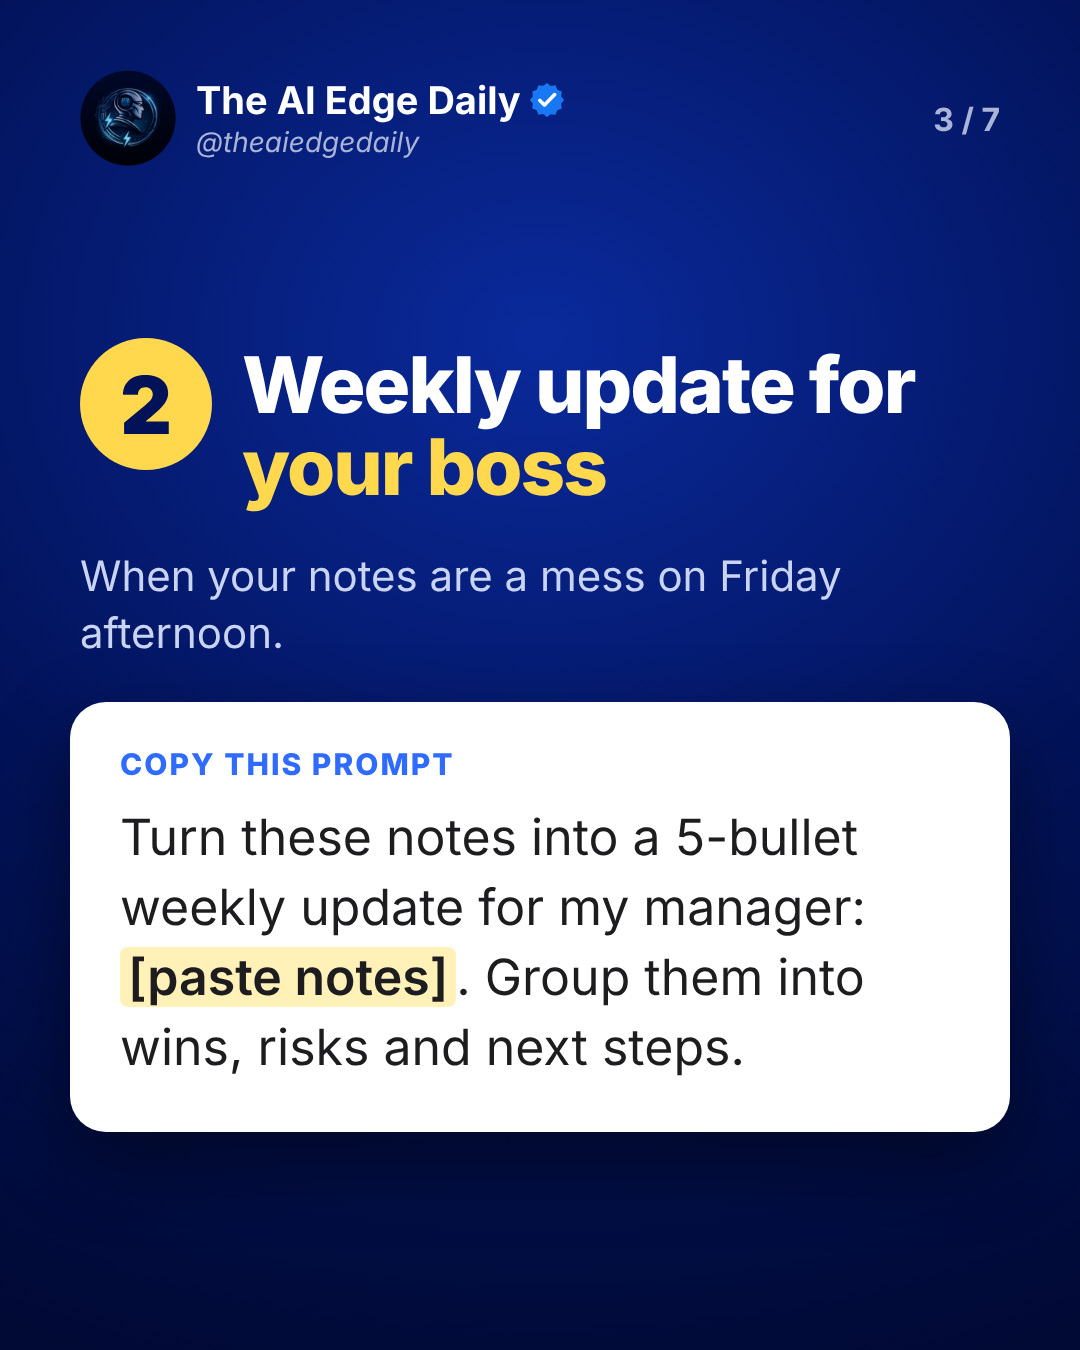 The AI Edge Daily
@theaiedgedaily
3 / 7
2
Weekly update for
your boss
When your notes are a mess on Friday
afternoon.
COPY THIS PROMPT
Turn these notes into a 5-bullet
weekly update for my manager:
[paste notes]. Group them into
wins, risks and next steps.